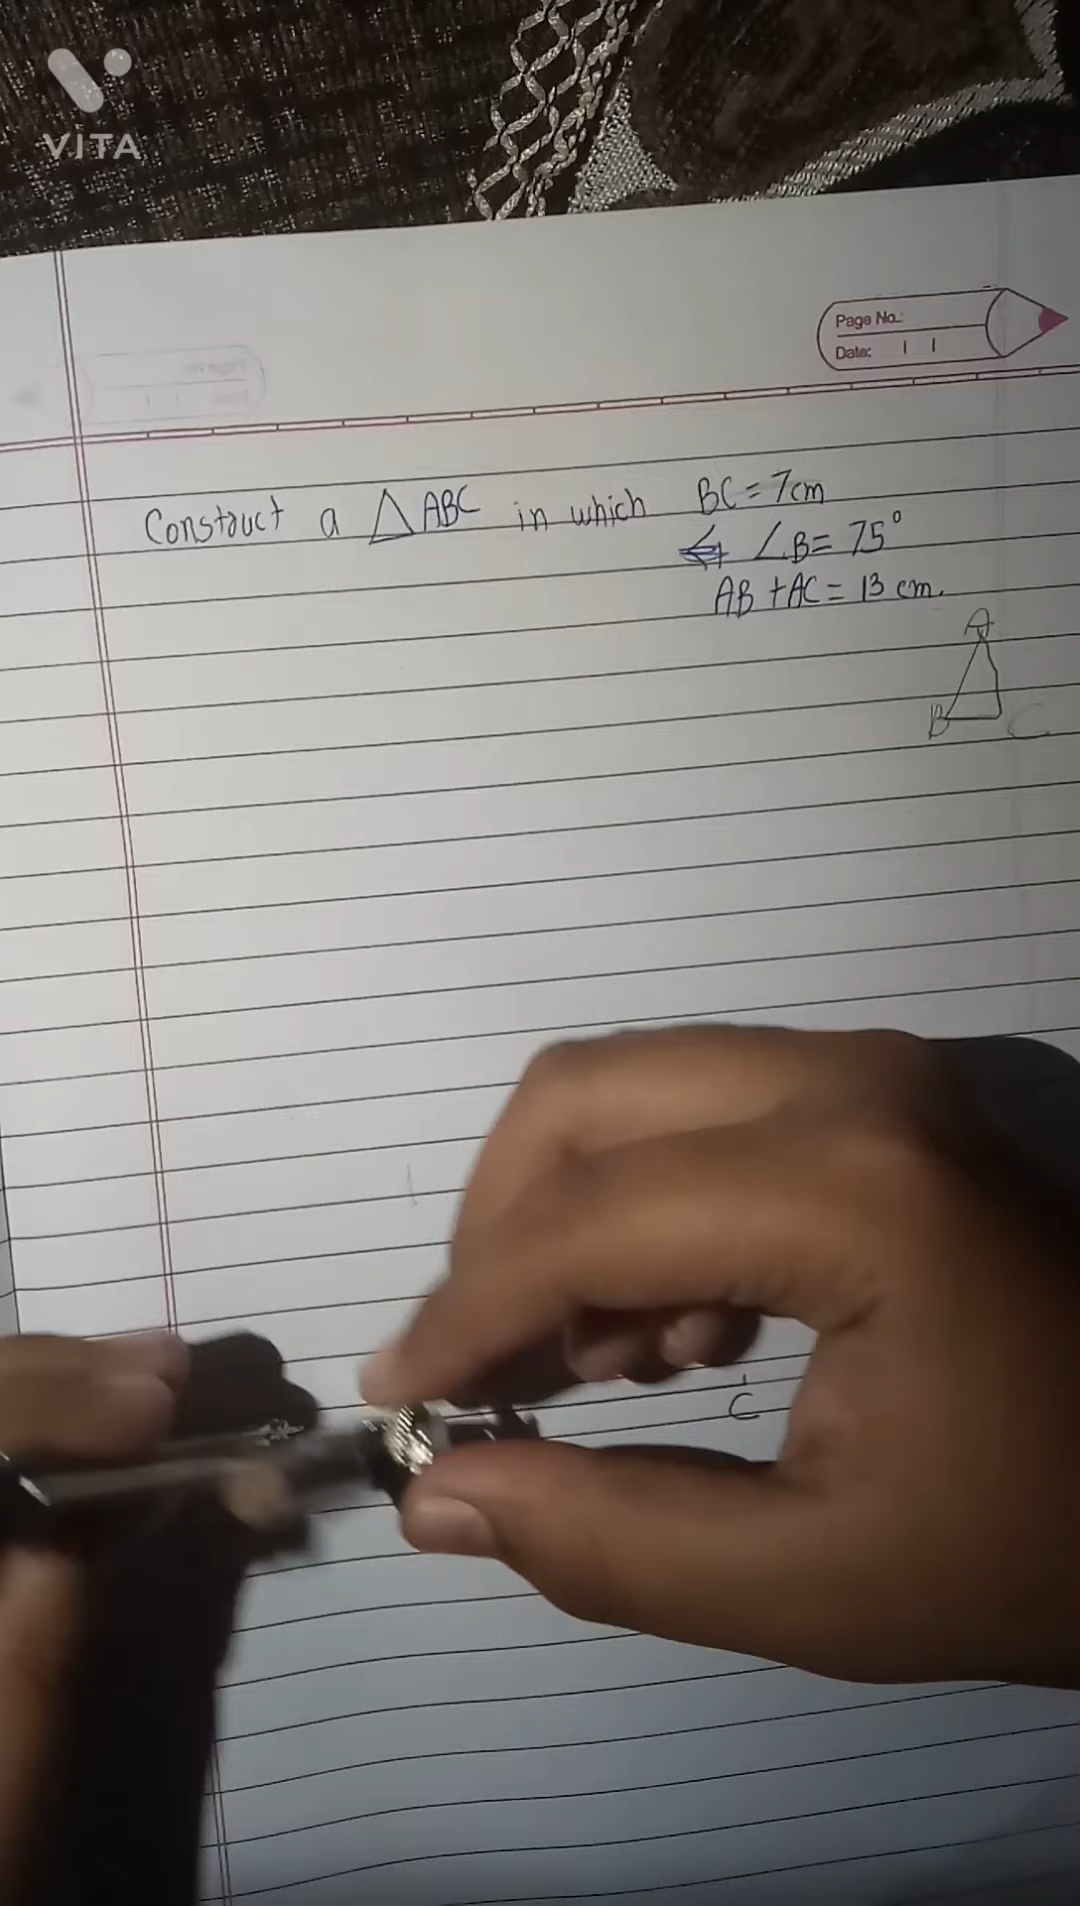 VITA
Page No.:
Date:
Construct a △ ABC in which BC = 7cm
∠B = 75°
AB + AC = 13 cm.
A
B C
C